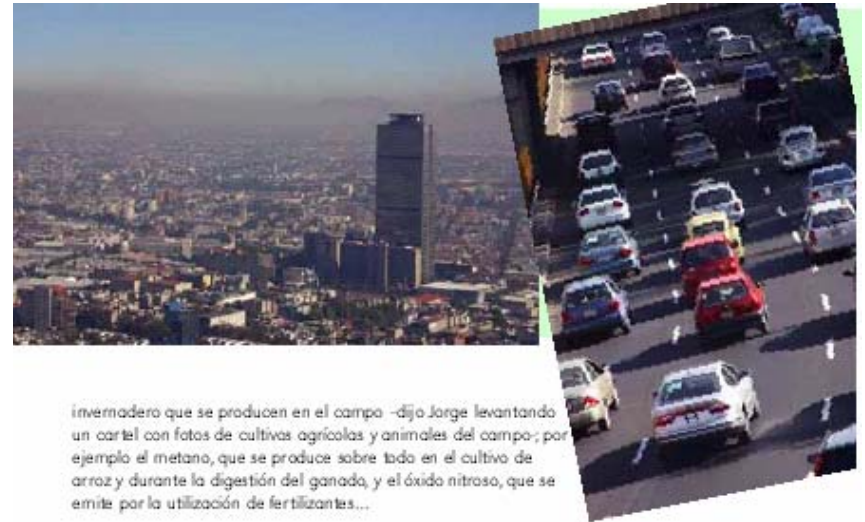 invernadero que se producen en el campo –dijo Jorge levantando
un cartel con fotos de cultivos agrícolas y animales del campo-; por
ejemplo el metano, que se produce sobre todo en el cultivo de
arroz y durante la digestión del ganado, y el óxido nitroso, que se
emite por la utilización de fertilizantes...